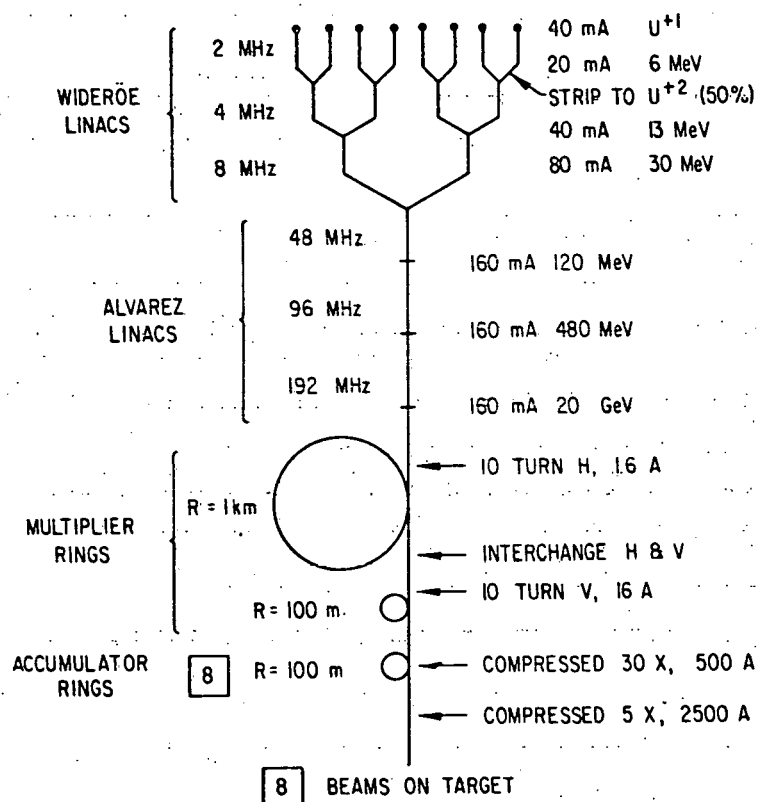 2 MHz
40 mA U+1
20 mA 6 MeV
STRIP TO U+2 (50%)
WIDERÖE
LINACS
4 MHz
40 mA 13 MeV
8 MHz
80 mA 30 MeV
48 MHz
160 mA 120 MeV
ALVAREZ
LINACS
96 MHz
160 mA 480 MeV
192 MHz
160 mA 20 GeV
10 TURN H, 1.6 A
R = 1km
MULTIPLIER
RINGS
INTERCHANGE H & V
10 TURN V, 16 A
R = 100 m
ACCUMULATOR
RINGS
8
R = 100 m
COMPRESSED 30 X, 500 A
COMPRESSED 5 X, 2500 A
8 BEAMS ON TARGET